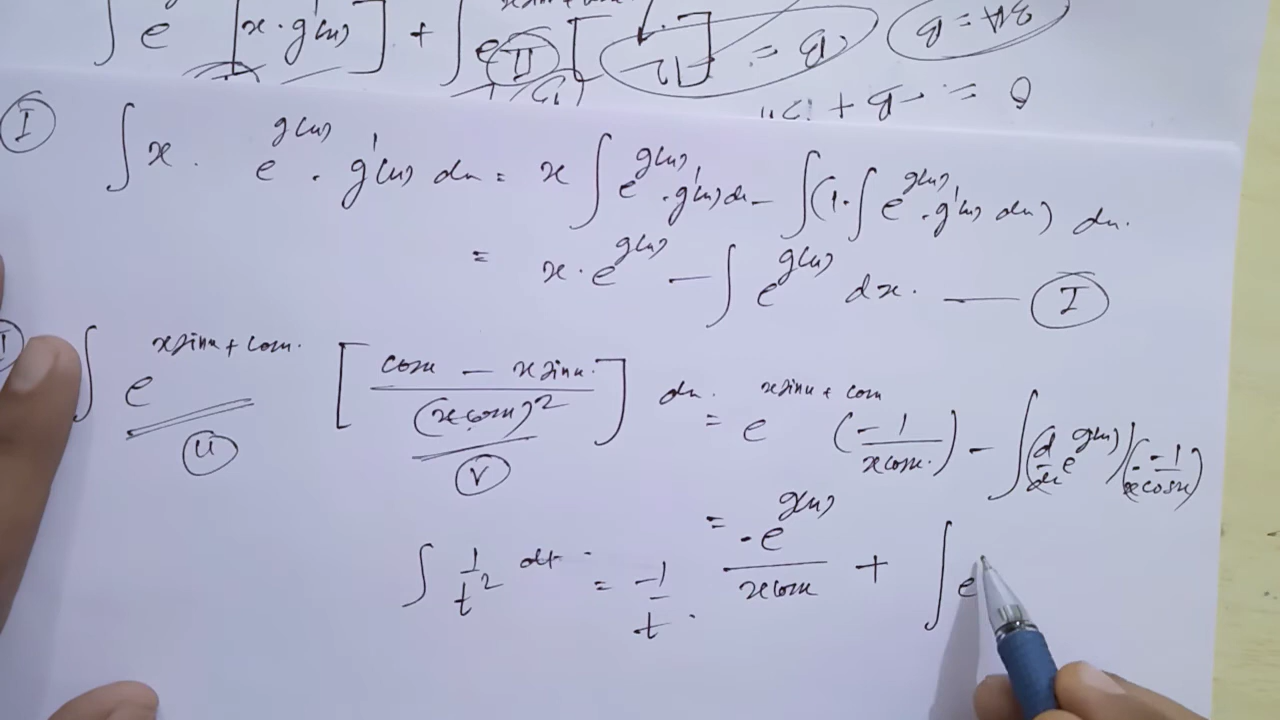 ∫ e [x · g'(x)] + ∫ e
II
I
∫ x · e^{g(x)} · g'(x) dx = x ∫ e^{g(x)} · g'(x) dx − ∫(1·∫ e^{g(x)} · g'(x) dx) dx.
= x · e^{g(x)} − ∫ e^{g(x)} dx. — I
∫ e^{x sinx + cosx} [ (cosx − x sinx) / (x cosx)^2 ] dx. = e^{x sinx + cosx} (−1 / x cosx) − ∫(d/dx e^{g(x)}) (−1 / x cosx)
u v
= −e^{g(x)} / x cosx + ∫ e
∫ 1/t^2 dt = −1/t.